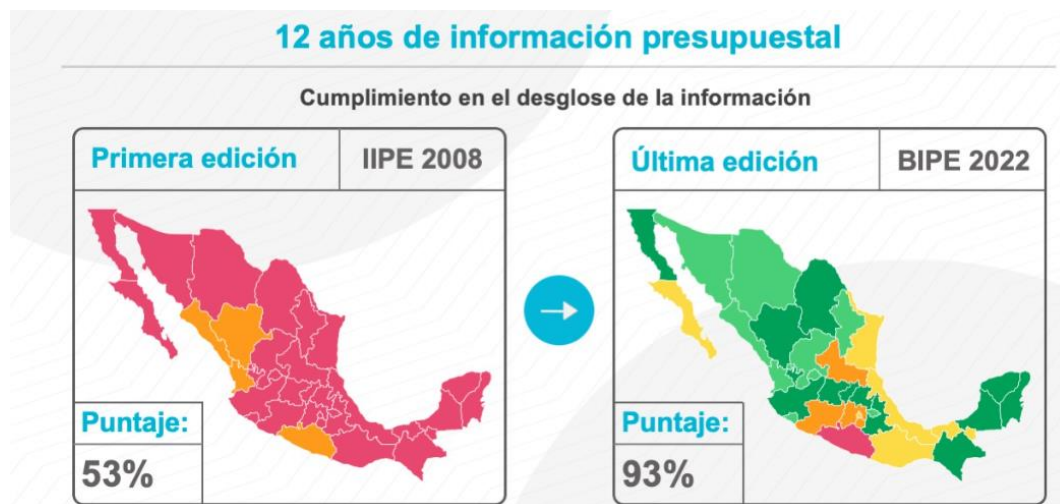 12 años de información presupuestal
Cumplimiento en el desglose de la información
Primera edición
IIPE 2008
Puntaje:
53%
Última edición
BIPE 2022
Puntaje:
93%